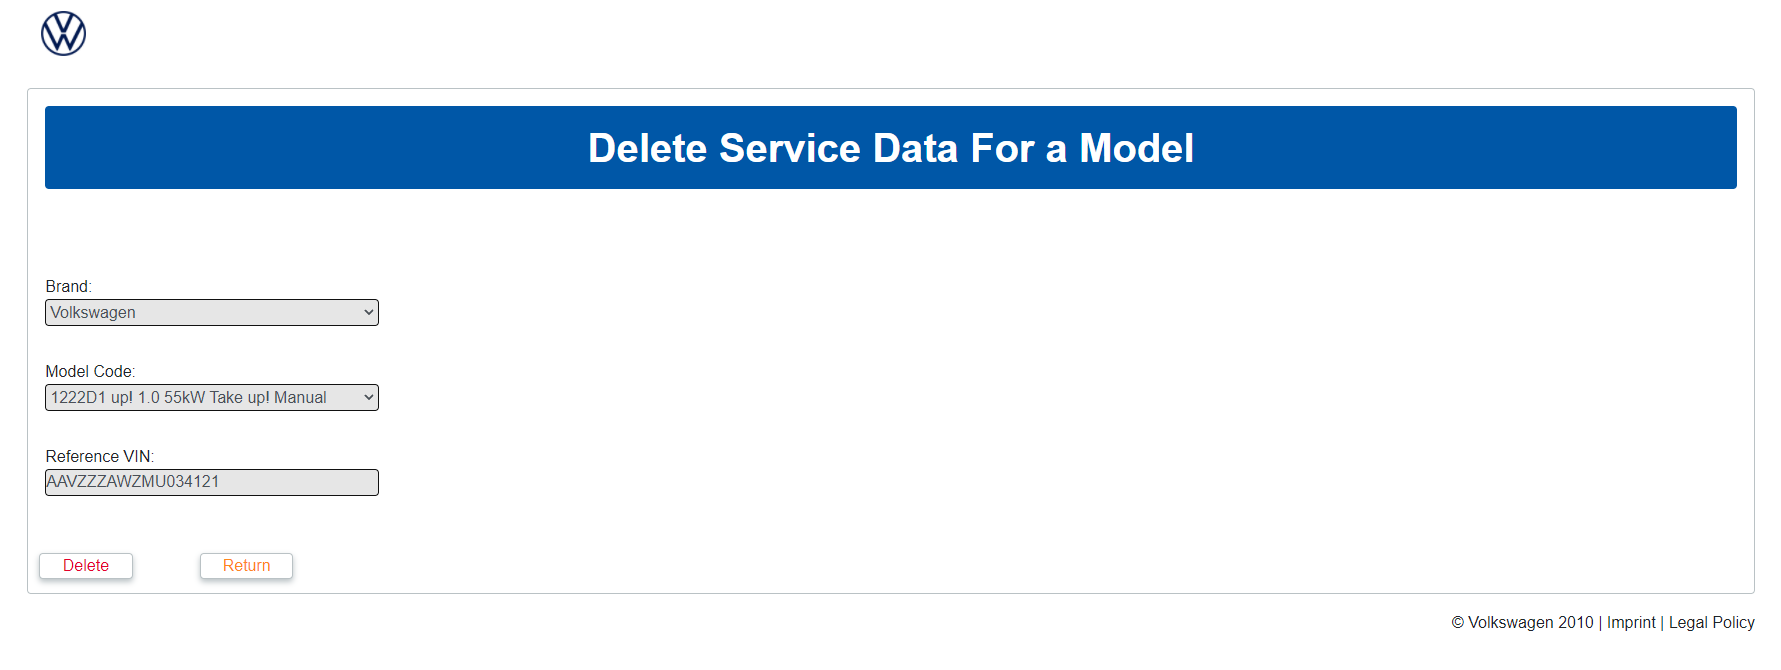 Delete Service Data For a Model
Brand:
Volkswagen
Model Code:
1222D1 up! 1.0 55kW Take up! Manual
Reference VIN:
AAVZZZAWZMU034121
Delete Return
© Volkswagen 2010 | Imprint | Legal Policy